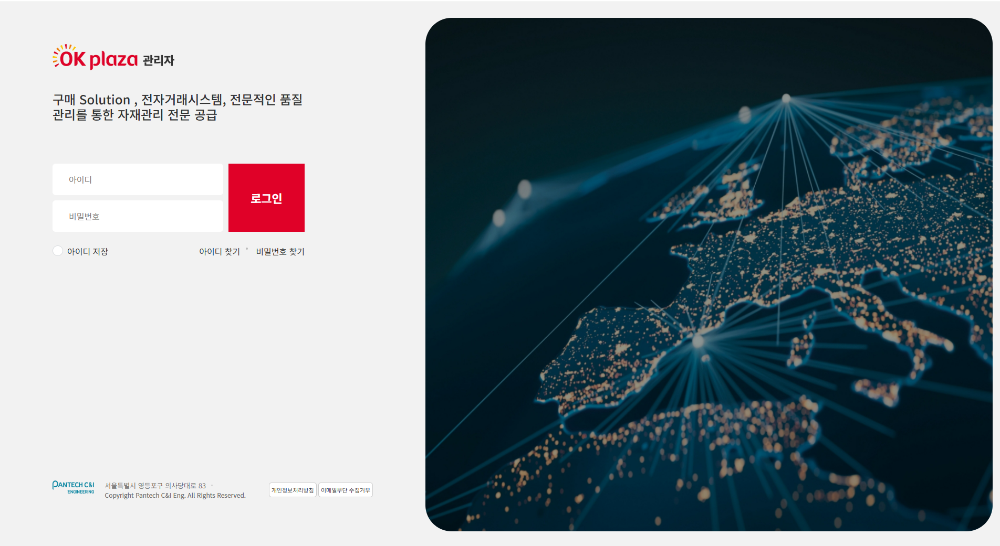 OK plaza 관리자
구매 Solution , 전자거래시스템, 전문적인 품질
관리를 통한 자재관리 전문 공급
아이디
비밀번호
로그인
아이디 저장
아이디 찾기
비밀번호 찾기
PANTECH C&I
ENGINEERING
서울특별시 영등포구 의사당대로 83
Copyright Pantech C&I Eng. All Rights Reserved.
개인정보처리방침
이메일무단 수집거부